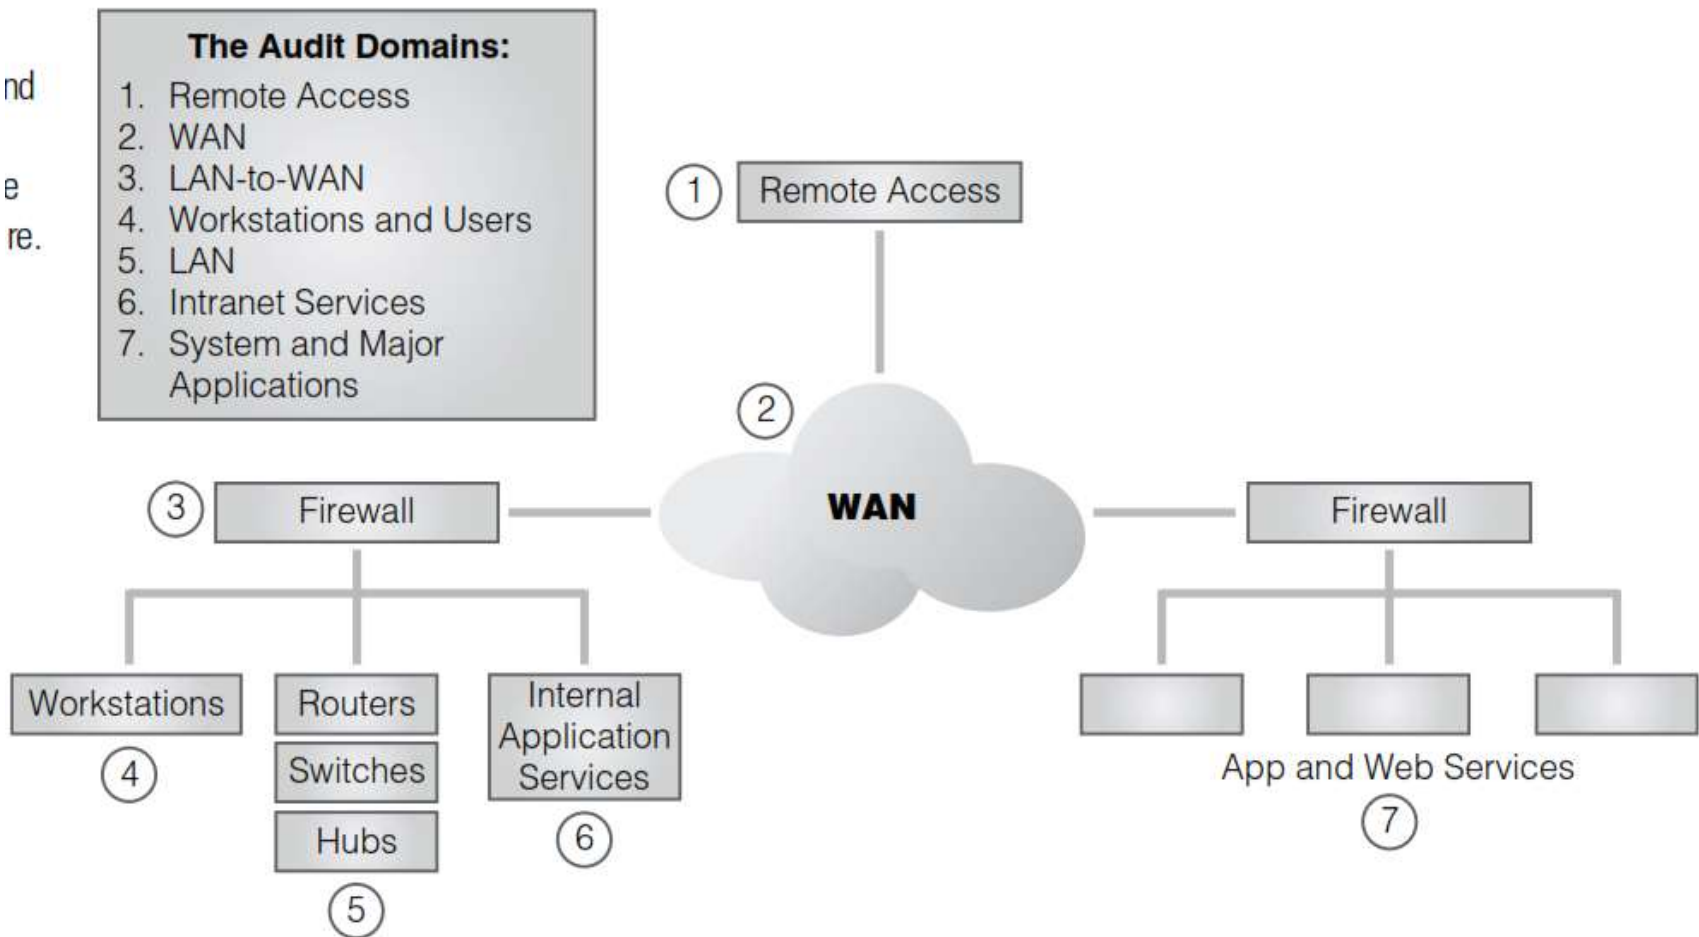 nd
e
re.
The Audit Domains:
1. Remote Access
2. WAN
3. LAN-to-WAN
4. Workstations and Users
5. LAN
6. Intranet Services
7. System and Major
Applications
1 Remote Access
2
WAN
3 Firewall
Firewall
Workstations
4
Routers
Switches
Hubs
5
Internal
Application
Services
6
App and Web Services
7